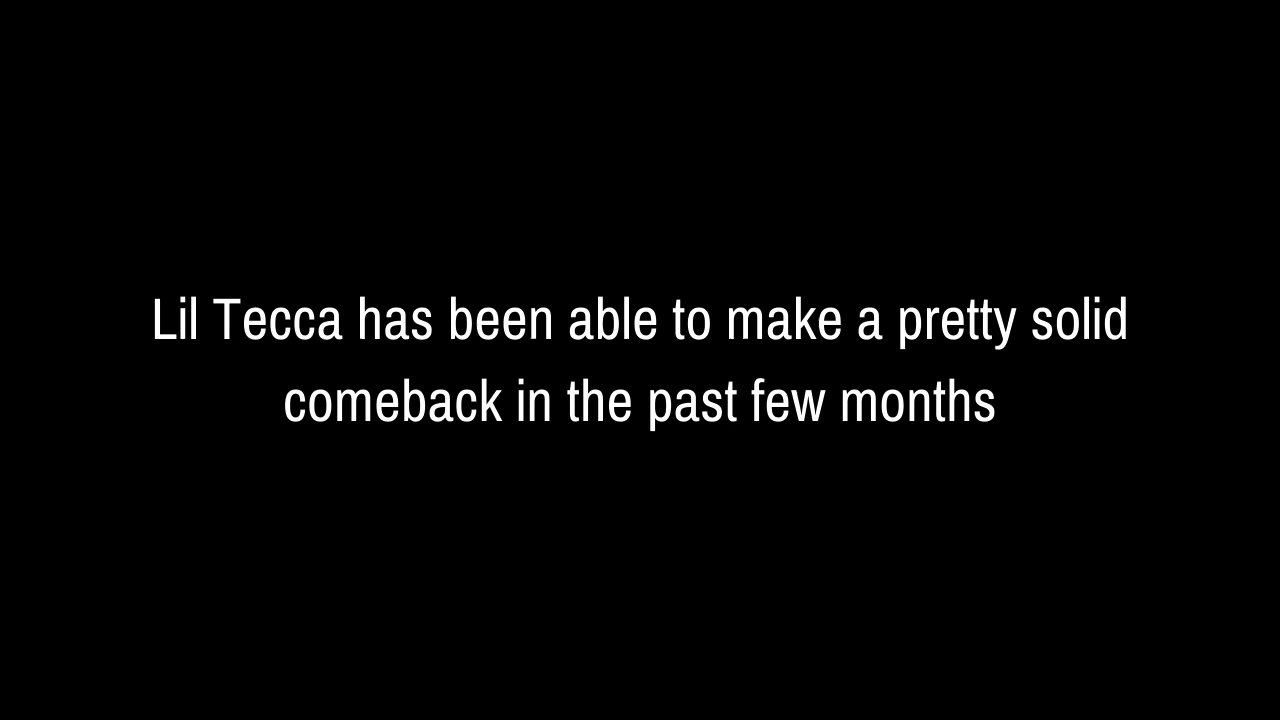 Lil Tecca has been able to make a pretty solid
comeback in the past few months